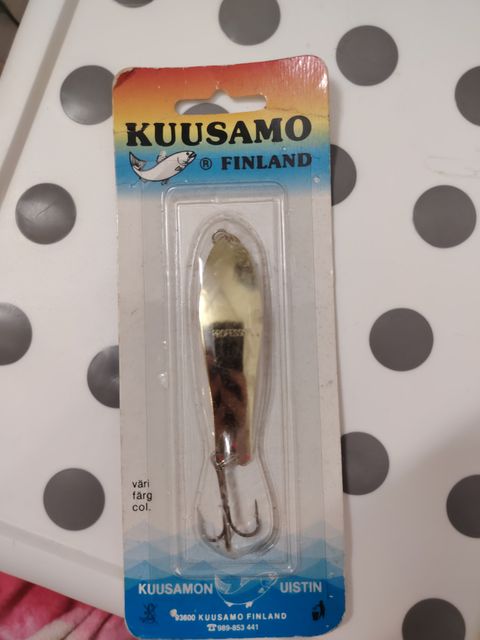 KUUSAMO
® FINLAND
PROFESS
väri
färg
col.
KUUSAMON UISTIN
93600 KUUSAMO FINLAND
☎989-853 441